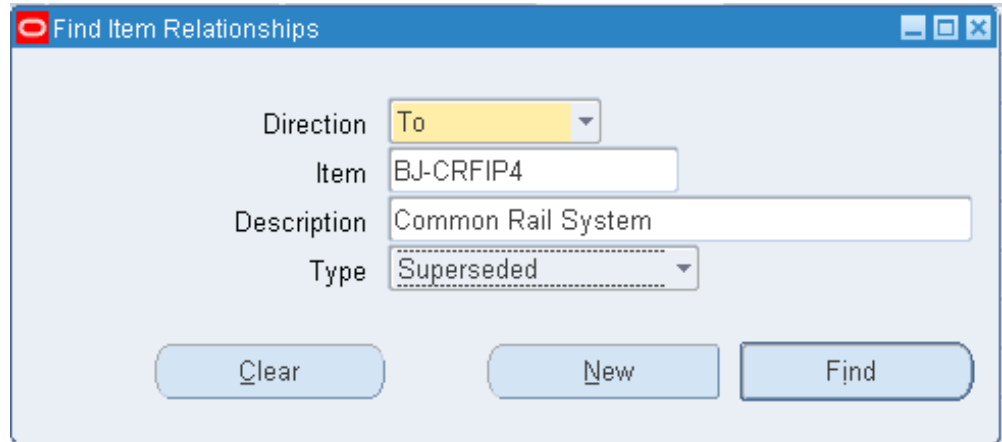 Find Item Relationships
Direction To
Item BJ-CRFIP4
Description Common Rail System
Type Superseded
Clear New Find